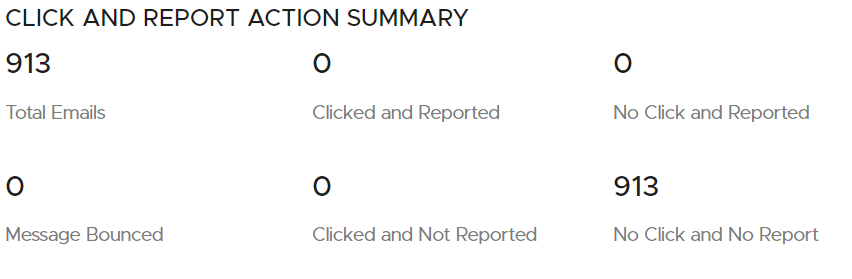 CLICK AND REPORT ACTION SUMMARY
913 0 0
Total Emails Clicked and Reported No Click and Reported
0 0 913
Message Bounced Clicked and Not Reported No Click and No Report